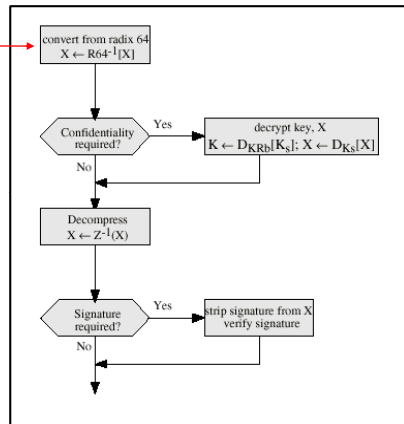 convert from radix 64
X ← R64⁻¹[X]
Confidentiality
required?
Yes
decrypt key, X
K ← D_KRb[K_s]; X ← D_Ks[X]
No
Decompress
X ← Z⁻¹(X)
Signature
required?
Yes
strip signature from X
verify signature
No